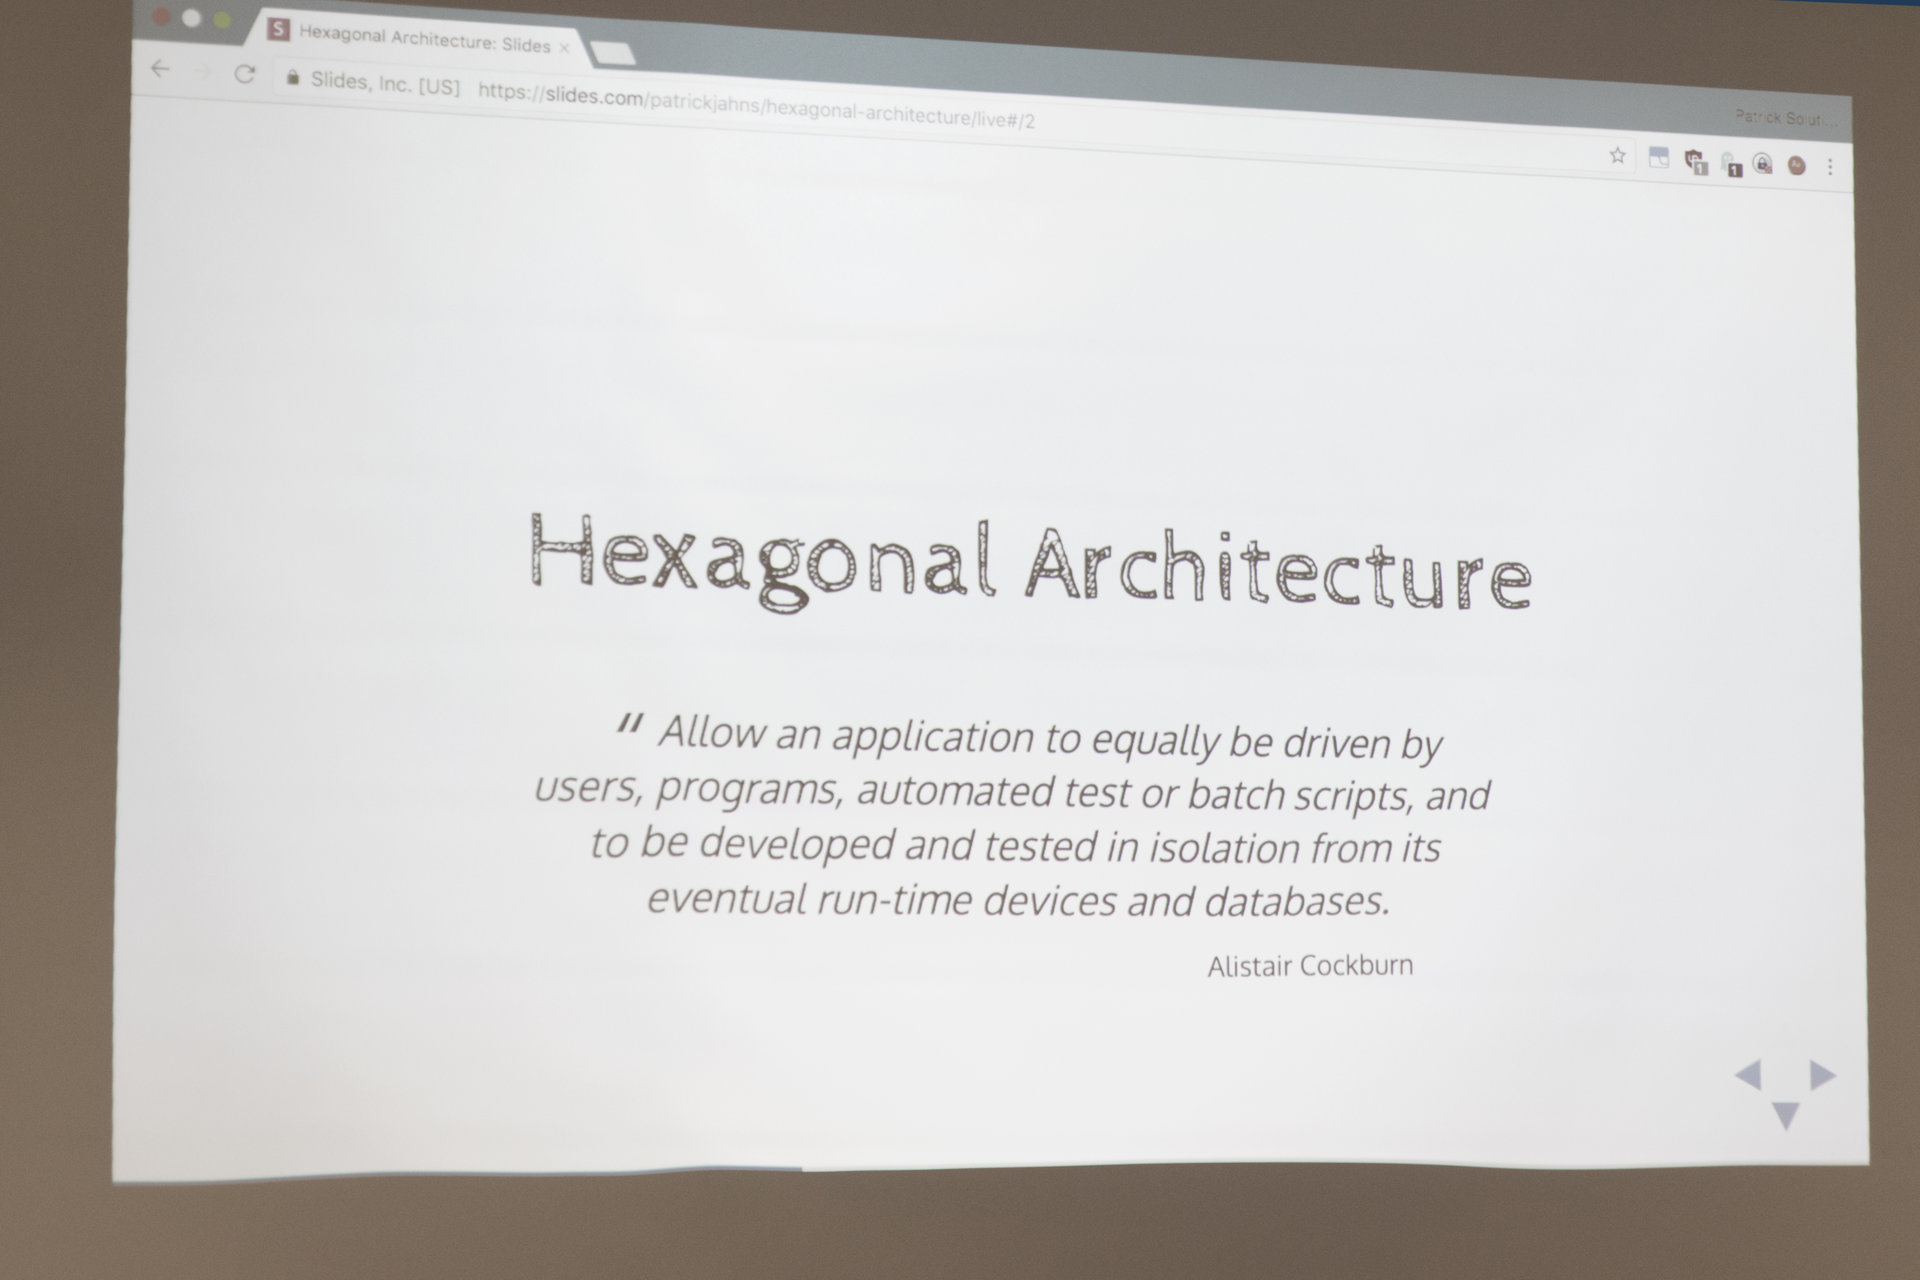 S Hexagonal Architecture: Slides ×
Patrick Soluti...
Slides, Inc. [US] https://slides.com/patrickjahns/hexagonal-architecture/live#/2
1 1
Hexagonal Architecture
“ Allow an application to equally be driven by
users, programs, automated test or batch scripts, and
to be developed and tested in isolation from its
eventual run-time devices and databases.
Alistair Cockburn